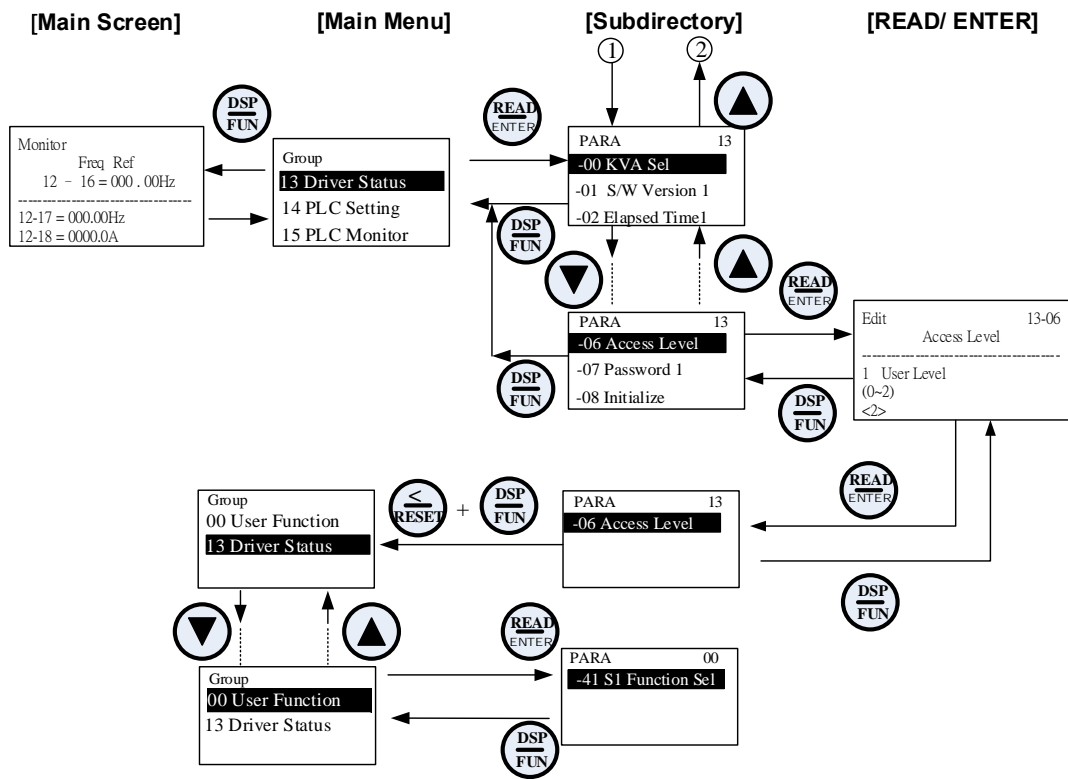 [Main Screen] [Main Menu] [Subdirectory] [READ/ ENTER]
1 2
DSP
FUN
READ
ENTER
Monitor
Freq Ref
12 - 16 = 000 . 00Hz
12-17 = 000.00Hz
12-18 = 0000.0A
Group
13 Driver Status
14 PLC Setting
15 PLC Monitor
PARA 13
-00 KVA Sel
-01 S/W Version 1
-02 Elapsed Time1
DSP
FUN
READ
ENTER
PARA 13
-06 Access Level
-07 Password 1
-08 Initialize
DSP
FUN
DSP
FUN
Edit 13-06
Access Level
1 User Level
(0~2)
<2>
READ
ENTER
Group
00 User Function
13 Driver Status
<
RESET
+
DSP
FUN
PARA 13
-06 Access Level
DSP
FUN
READ
ENTER
Group
00 User Function
13 Driver Status
PARA 00
-41 S1 Function Sel
DSP
FUN